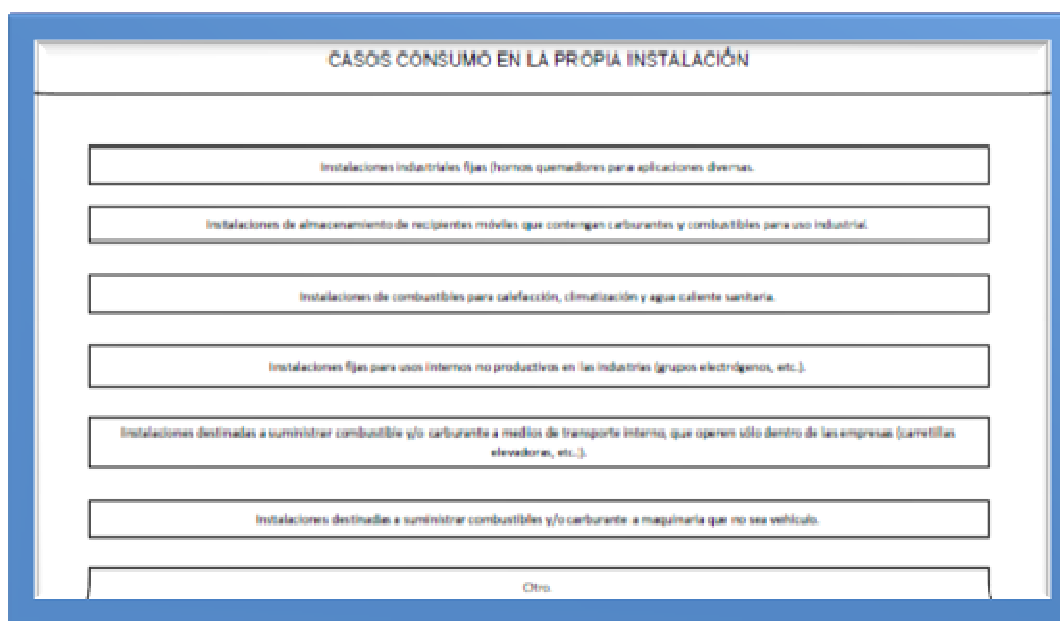 CASOS CONSUMO EN LA PROPIA INSTALACIÓN
Instalaciones industriales fijas (hornos quemadores para aplicaciones diversas.
Instalaciones de almacenamiento de recipientes móviles que contengan carburantes y combustibles para uso industrial.
Instalaciones de combustibles para calefacción, climatización y agua caliente sanitaria.
Instalaciones fijas para usos internos no productivos en las industrias (grupos electrógenos, etc.).
Instalaciones destinadas a suministrar combustible y/o carburante a medios de transporte interno, que operen sólo dentro de las empresas (carretillas
elevadoras, etc.).
Instalaciones destinadas a suministrar combustibles y/o carburante a maquinaria que no sea vehículo.
Otro.